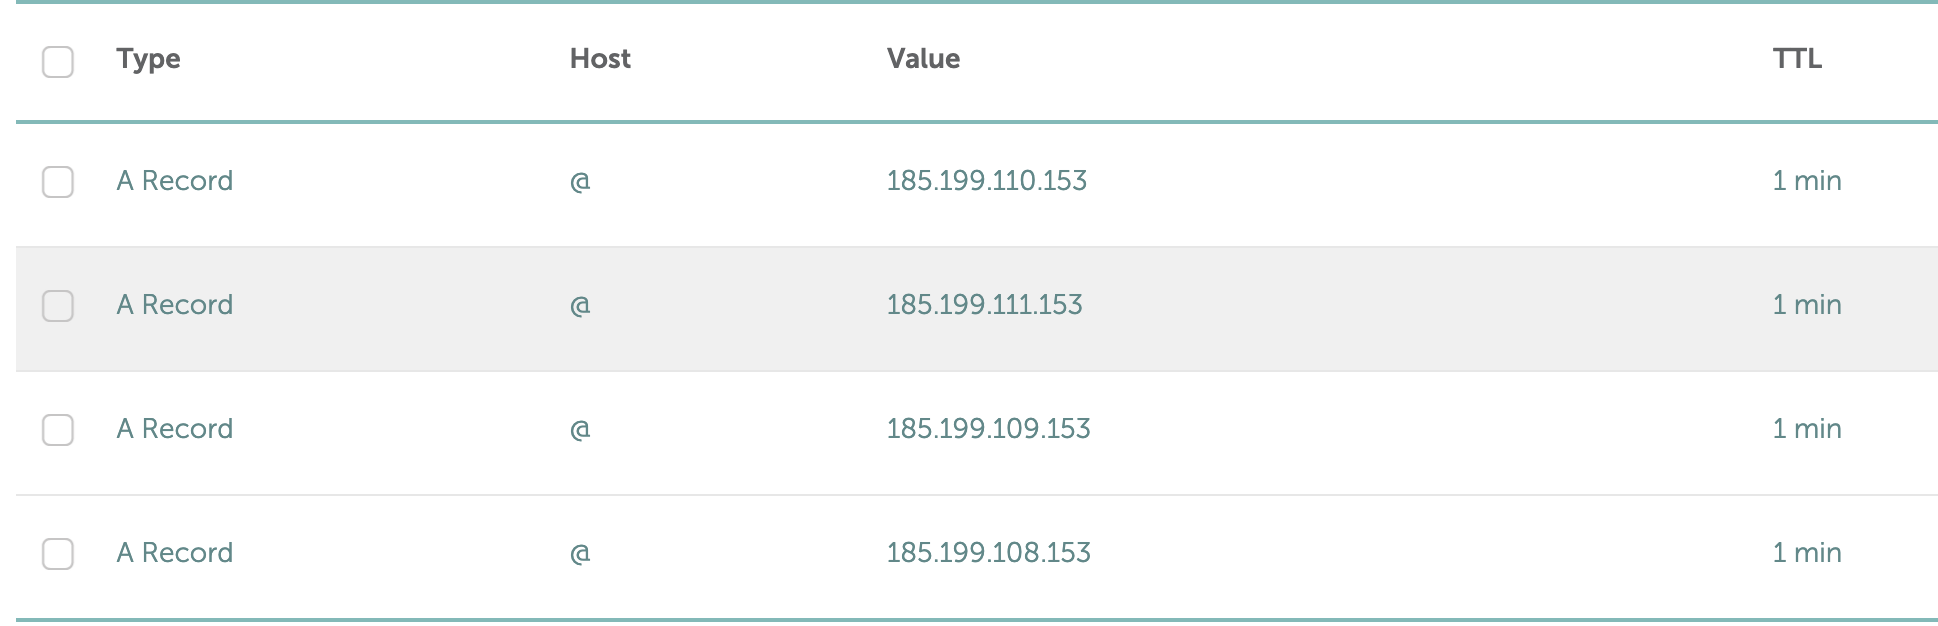 Type Host Value TTL
A Record @ 185.199.110.153 1 min
A Record @ 185.199.111.153 1 min
A Record @ 185.199.109.153 1 min
A Record @ 185.199.108.153 1 min